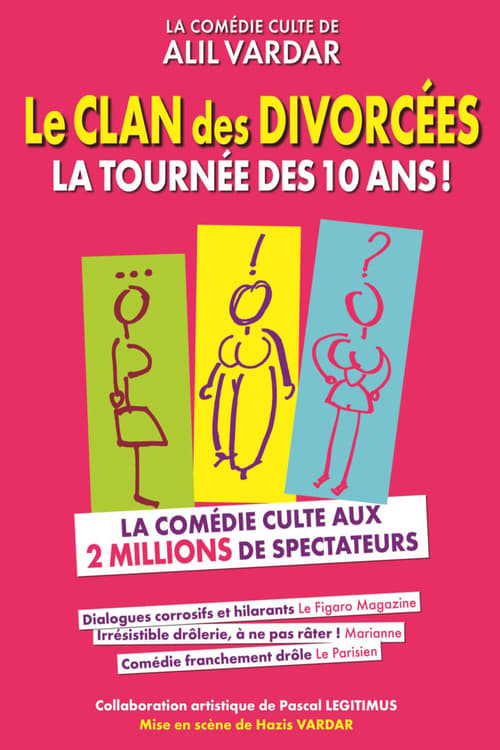 LA COMÉDIE CULTE DE
ALIL VARDAR
Le CLAN des DIVORCÉES
LA TOURNÉE DES 10 ANS !
...
!
?
LA COMÉDIE CULTE AUX
2 MILLIONS DE SPECTATEURS
Dialogues corrosifs et hilarants Le Figaro Magazine
Irrésistible drôlerie, à ne pas râter ! Marianne
Comédie franchement drôle Le Parisien
Collaboration artistique de Pascal LEGITIMUS
Mise en scène de Hazis VARDAR